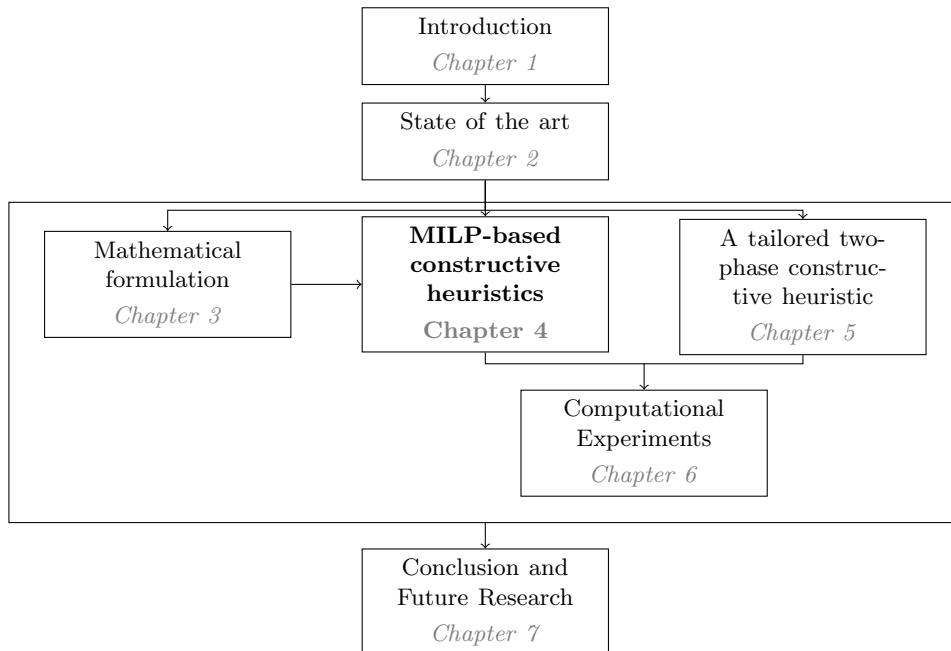 Introduction
Chapter 1
State of the art
Chapter 2
Mathematical
formulation
Chapter 3
MILP-based
constructive
heuristics
Chapter 4
A tailored two-
phase construc-
tive heuristic
Chapter 5
Computational
Experiments
Chapter 6
Conclusion and
Future Research
Chapter 7